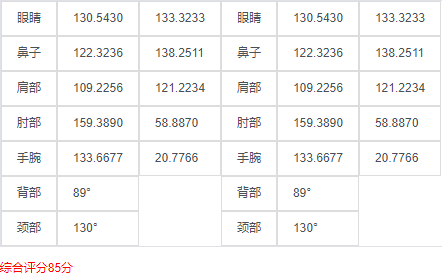 眼睛 130.5430 133.3233 眼睛 130.5430 133.3233
鼻子 122.3236 138.2511 鼻子 122.3236 138.2511
肩部 109.2256 121.2234 肩部 109.2256 121.2234
肘部 159.3890 58.8870 肘部 159.3890 58.8870
手腕 133.6677 20.7766 手腕 133.6677 20.7766
背部 89° 背部 89°
颈部 130° 颈部 130°
综合评分85分